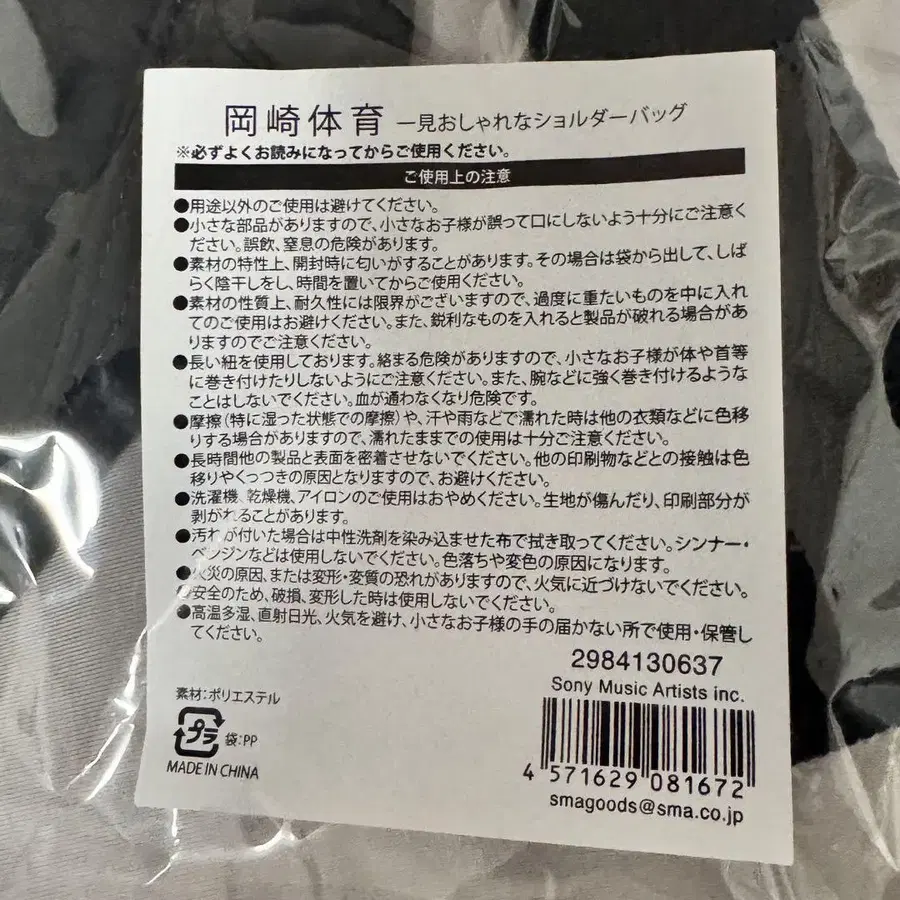 岡崎体育 一見おしゃれなショルダーバッグ
※必ずよくお読みになってからご使用ください。
ご使用上の注意
●用途以外のご使用は避けてください。
●小さな部品がありますので、小さなお子様が誤って口にしないよう十分にご注意く
ださい。誤飲、窒息の危険があります。
●素材の特性上、開封時に匂いがすることがあります。その場合は袋から出して、しば
らく陰干しをし、時間を置いてからご使用ください。
●素材の性質上、耐久性には限界がございますので、過度に重たいものを中に入れ
てのご使用はお避けください。また、鋭利なものを入れると製品が破れる場合があ
りますのでご注意ください。
●長い紐を使用しております。絡まる危険がありますので、小さなお子様が体や首等
に巻き付けたりしないようにご注意ください。また、腕などに強く巻き付けるような
ことはしないでください。血が通わなくなり危険です。
●摩擦(特に湿った状態での摩擦)や、汗や雨などで濡れた時は他の衣類などに色移
りする場合がありますので、濡れたままでの使用は十分ご注意ください。
●長時間他の製品と表面を密着させないでください。他の印刷物などとの接触は色
移りやくっつきの原因となりますので、お避けください。
●洗濯機、乾燥機、アイロンのご使用はおやめください。生地が傷んだり、印刷部分が
剥がれることがあります。
●汚れが付いた場合は中性洗剤を染み込ませた布で拭き取ってください。シンナー・
ベンジンなどは使用しないでください。色落ちや変色の原因になります。
●火災の原因、または変形・変質の恐れがありますので、火気に近づけないでください。
●安全のため、破損、変形した時は使用しないでください。
●高温多湿、直射日光、火気を避け、小さなお子様の手の届かない所で使用・保管し
てください。
2984130637
Sony Music Artists inc.
素材:ポリエステル
プラ 袋:PP
MADE IN CHINA
4 571629 081672
smagoods@sma.co.jp